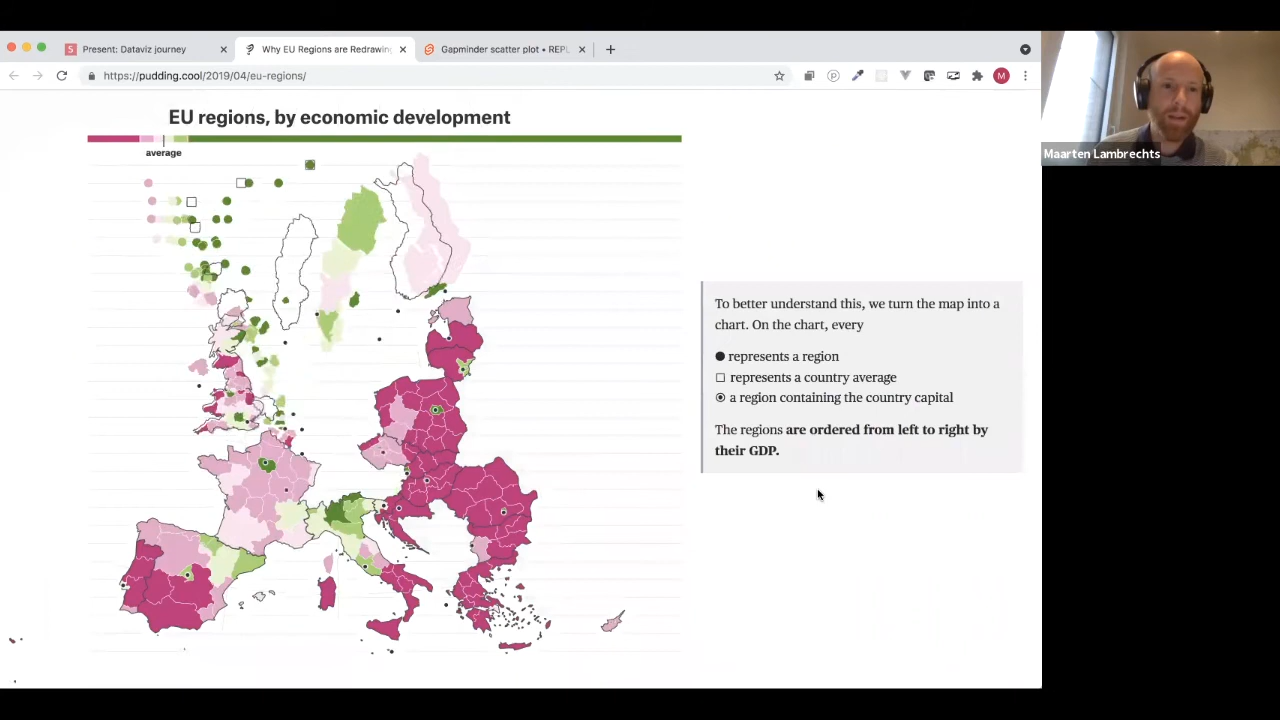 Present: Dataviz journey
Why EU Regions are Redrawin
Gapminder scatter plot • REPL
https://pudding.cool/2019/04/eu-regions/
M
Maarten Lambrechts
EU regions, by economic development
average
To better understand this, we turn the map into a
chart. On the chart, every
represents a region
represents a country average
a region containing the country capital
The regions are ordered from left to right by
their GDP.